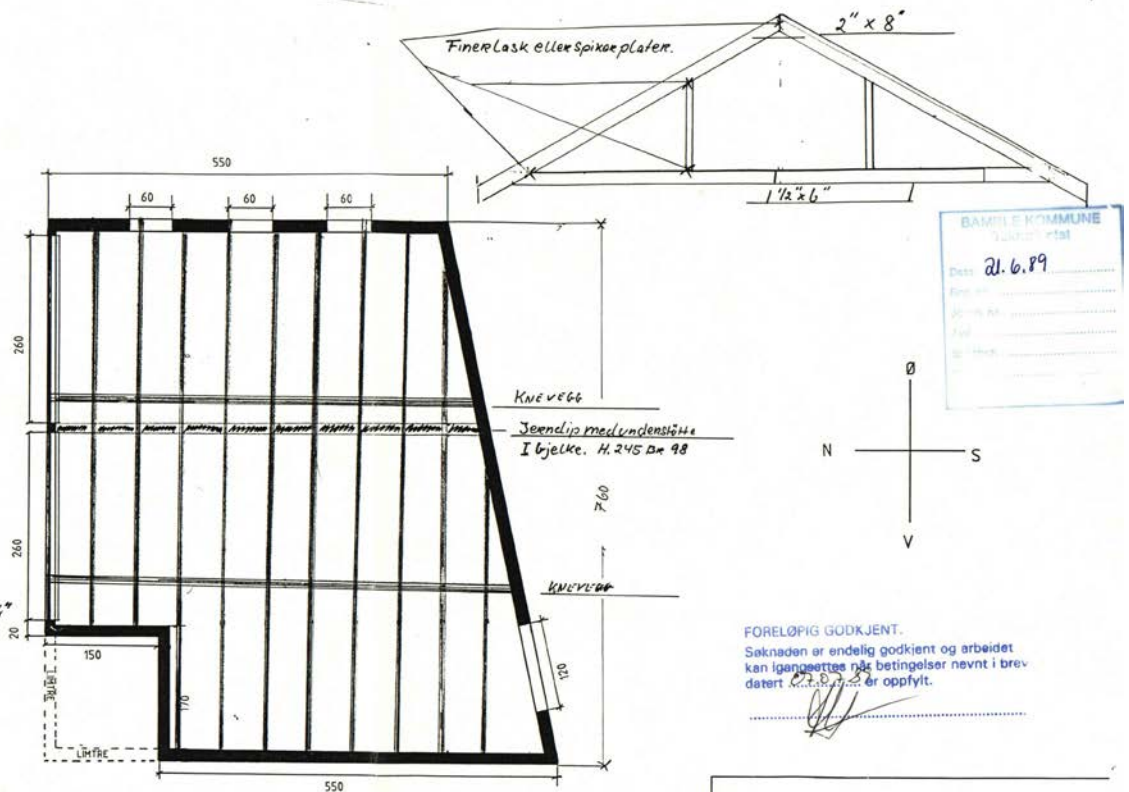 Finerlask eller spikerplater.
2" x 8"
1 1/2" x 6"
550
60
60
60
BAMBLE KOMMUNE
Dato 21.6.89
260
KNEVEGG
Jerndip med understøtte
I bjelke. H. 245 Br 98
760
Ø
N
S
V
260
KNEVEGG
20
150
170
120
LIMTRE
LIMTRE
550
FORELØPIG GODKJENT.
Søknaden er endelig godkjent og arbeidet
kan igangsettes når betingelser nevnt i brev
datert er oppfylt.